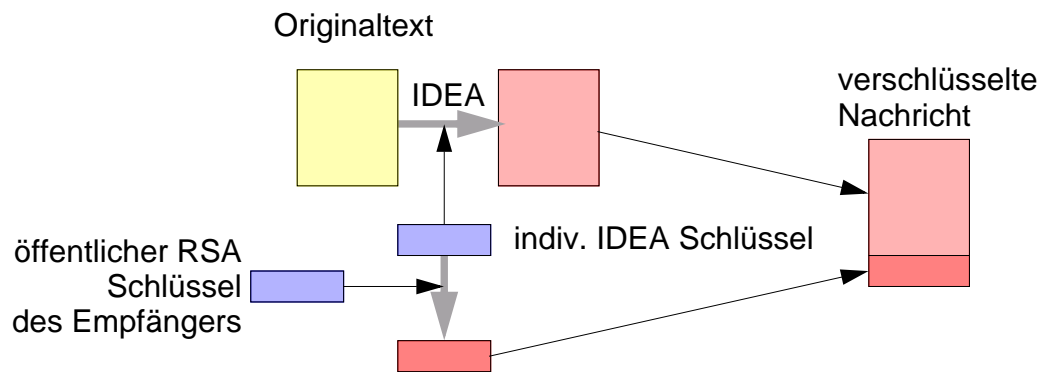 Originaltext
IDEA
verschlüsselte
Nachricht
indiv. IDEA Schlüssel
öffentlicher RSA
Schlüssel
des Empfängers